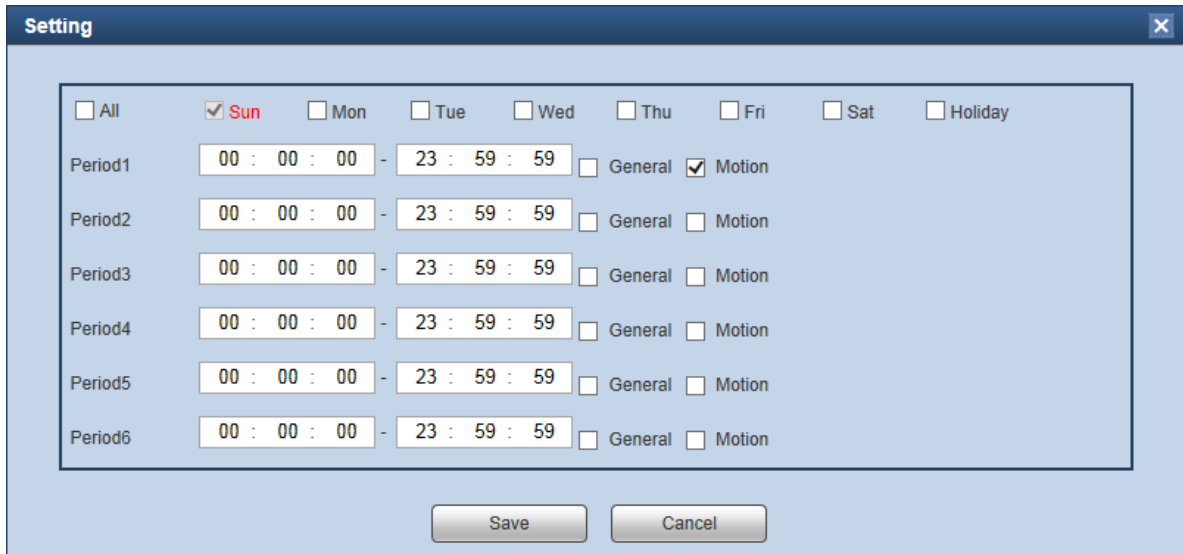 Setting
All Sun Mon Tue Wed Thu Fri Sat Holiday
Period1 00 : 00 : 00 - 23 : 59 : 59 General Motion
Period2 00 : 00 : 00 - 23 : 59 : 59 General Motion
Period3 00 : 00 : 00 - 23 : 59 : 59 General Motion
Period4 00 : 00 : 00 - 23 : 59 : 59 General Motion
Period5 00 : 00 : 00 - 23 : 59 : 59 General Motion
Period6 00 : 00 : 00 - 23 : 59 : 59 General Motion
Save Cancel